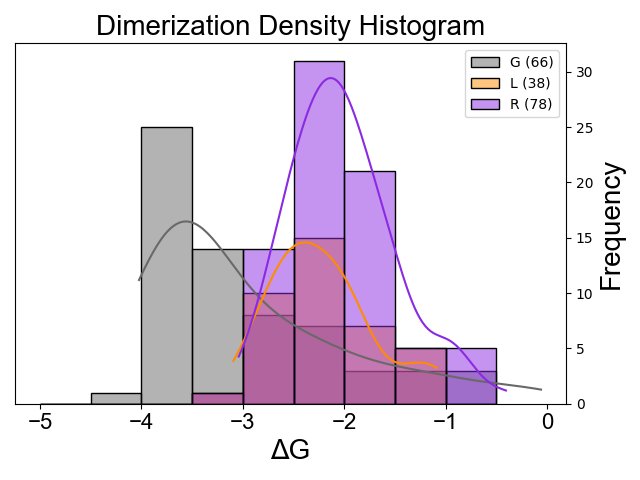 Dimerization Density Histogram
G (66)
L (38)
R (78)
30
25
20
15
10
5
0
Frequency
−5 −4 −3 −2 −1 0
ΔG